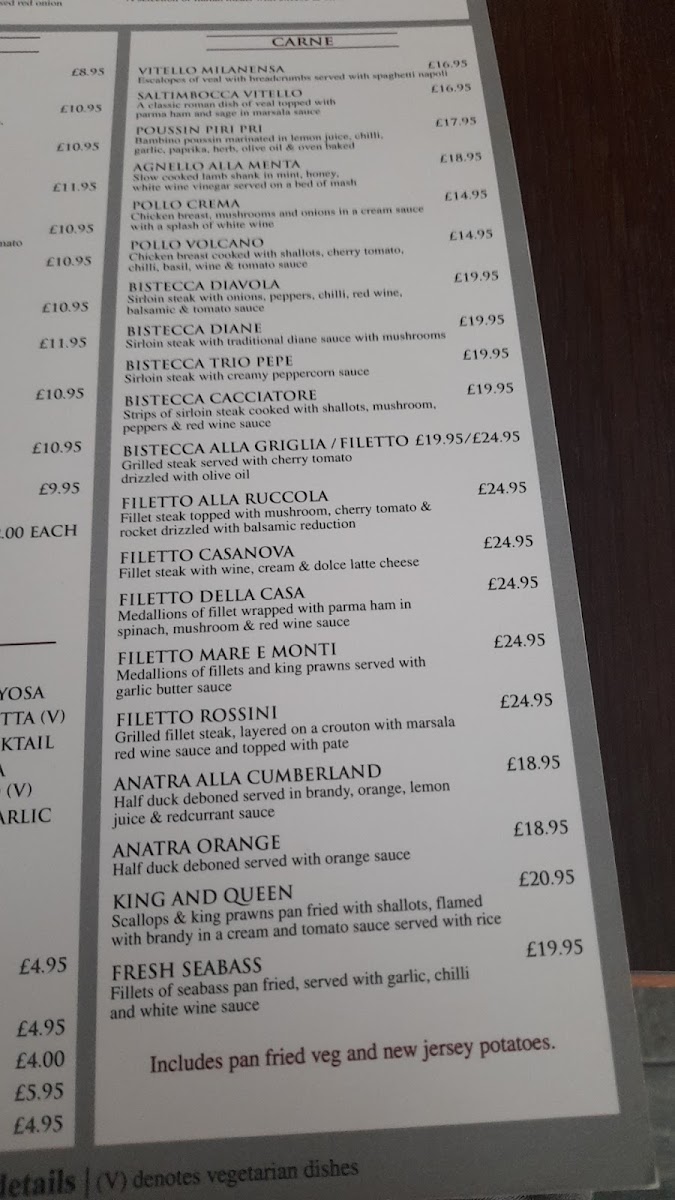 sed red onion
CARNE
VITELLO MILANENSA £16.95
Escalopes of veal with breadcrumbs served with spaghetti napoli
SALTIMBOCCA VITELLO £16.95
A classic roman dish of veal topped with
parma ham and sage in marsala sauce
POUSSIN PIRI PRI £17.95
Bambino poussin marinated in lemon juice, chilli,
garlic, paprika, herb, olive oil & oven baked
AGNELLO ALLA MENTA £18.95
Slow cooked lamb shank in mint, honey,
white wine vinegar served on a bed of mash
POLLO CREMA £14.95
Chicken breast, mushrooms and onions in a cream sauce
with a splash of white wine
POLLO VOLCANO £14.95
Chicken breast cooked with shallots, cherry tomato,
chilli, basil, wine & tomato sauce
BISTECCA DIAVOLA £19.95
Sirloin steak with onions, peppers, chilli, red wine,
balsamic & tomato sauce
BISTECCA DIANE £19.95
Sirloin steak with traditional diane sauce with mushrooms
BISTECCA TRIO PEPE £19.95
Sirloin steak with creamy peppercorn sauce
BISTECCA CACCIATORE £19.95
Strips of sirloin steak cooked with shallots, mushroom,
peppers & red wine sauce
BISTECCA ALLA GRIGLIA / FILETTO £19.95/£24.95
Grilled steak served with cherry tomato
drizzled with olive oil
FILETTO ALLA RUCCOLA £24.95
Fillet steak topped with mushroom, cherry tomato &
rocket drizzled with balsamic reduction
FILETTO CASANOVA £24.95
Fillet steak with wine, cream & dolce latte cheese
FILETTO DELLA CASA £24.95
Medallions of fillet wrapped with parma ham in
spinach, mushroom & red wine sauce
FILETTO MARE E MONTI £24.95
Medallions of fillets and king prawns served with
garlic butter sauce
FILETTO ROSSINI £24.95
Grilled fillet steak, layered on a crouton with marsala
red wine sauce and topped with pate
ANATRA ALLA CUMBERLAND £18.95
Half duck deboned served in brandy, orange, lemon
juice & redcurrant sauce
ANATRA ORANGE £18.95
Half duck deboned served with orange sauce
KING AND QUEEN £20.95
Scallops & king prawns pan fried with shallots, flamed
with brandy in a cream and tomato sauce served with rice
FRESH SEABASS £19.95
Fillets of seabass pan fried, served with garlic, chilli
and white wine sauce
Includes pan fried veg and new jersey potatoes.
£8.95
£10.95
£10.95
£11.95
£10.95
mato
£10.95
£10.95
£11.95
£10.95
£10.95
£9.95
.00 EACH
YOSA
TTA (V)
KTAIL
A
(V)
ARLIC
£4.95
£4.95
£4.00
£5.95
£4.95
details | (V) denotes vegetarian dishes